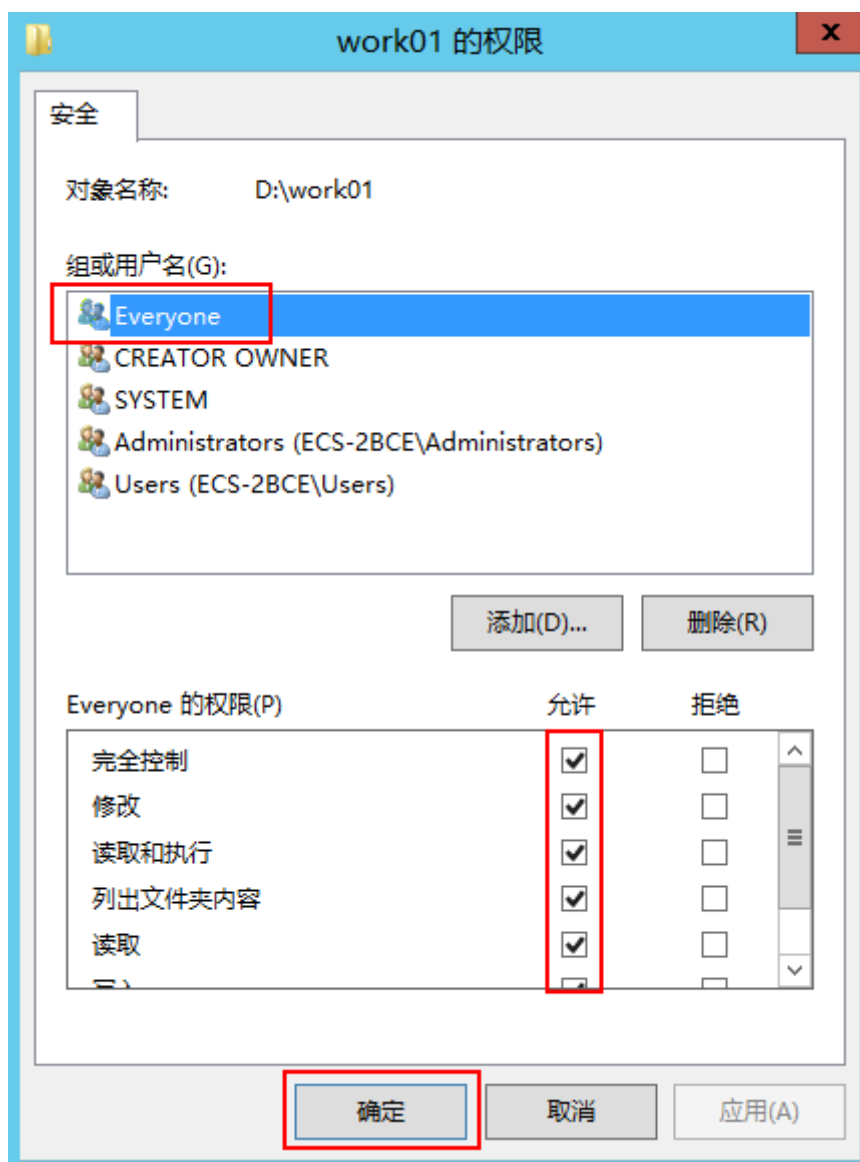 work01 的权限
安全
对象名称: D:\work01
组或用户名(G):
Everyone
CREATOR OWNER
SYSTEM
Administrators (ECS-2BCE\Administrators)
Users (ECS-2BCE\Users)
添加(D)... 删除(R)
Everyone 的权限(P) 允许 拒绝
完全控制
修改
读取和执行
列出文件夹内容
读取
确定 取消 应用(A)